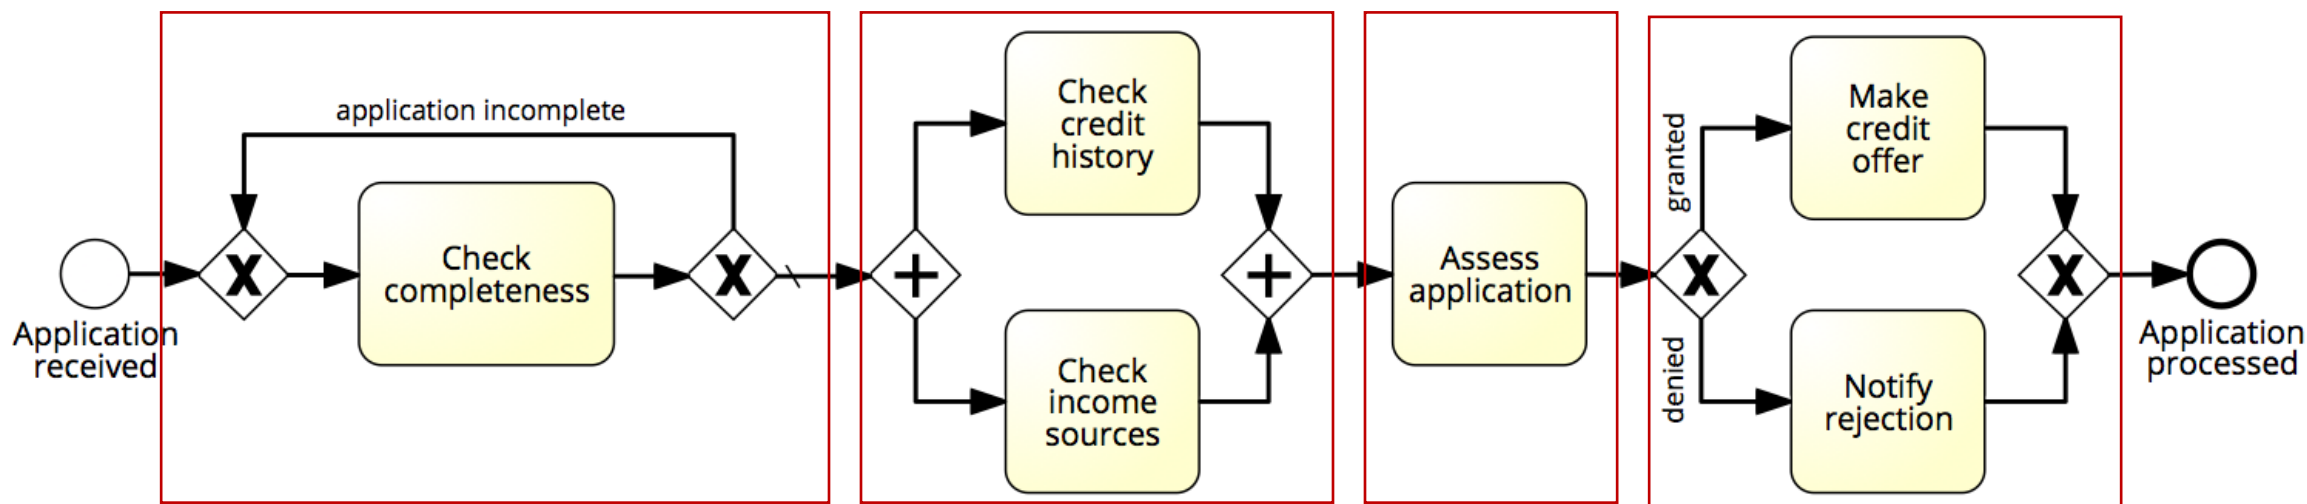 Application
received
application incomplete
Check
completeness
Check
credit
history
Check
income
sources
Assess
application
granted
denied
Make
credit
offer
Notify
rejection
Application
processed